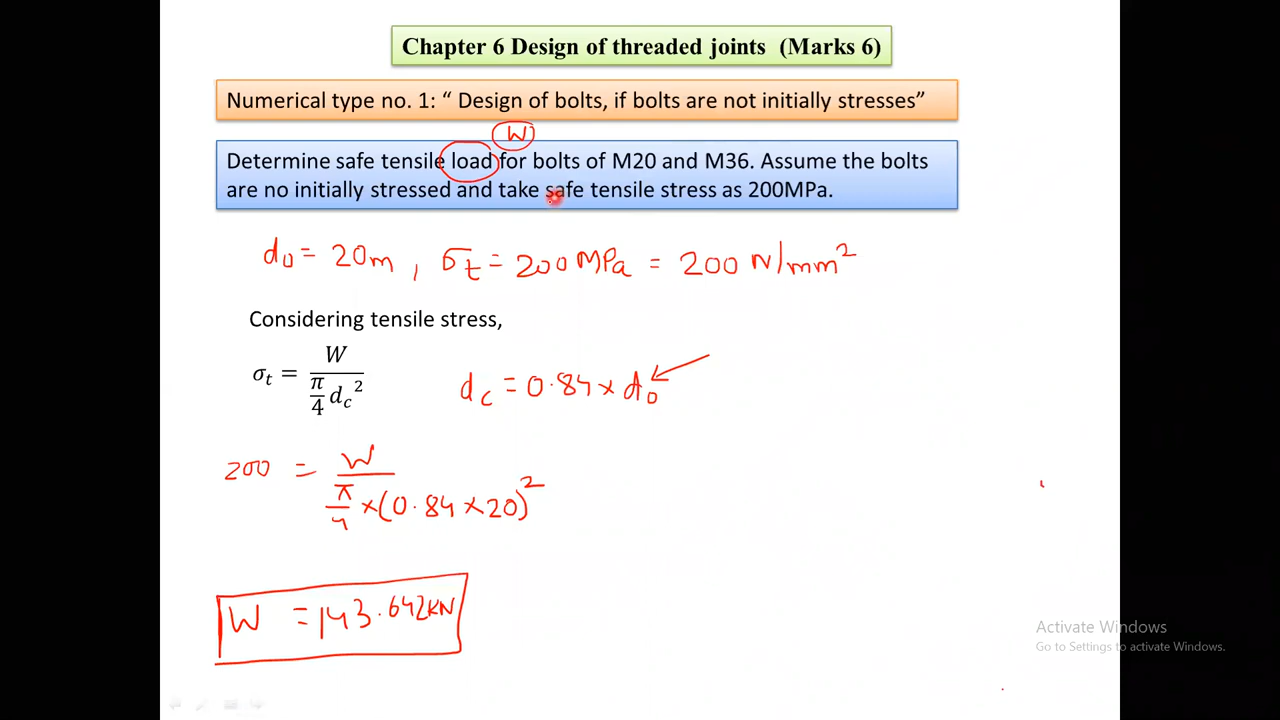 Chapter 6 Design of threaded joints (Marks 6)
Numerical type no. 1: “ Design of bolts, if bolts are not initially stresses”
W
Determine safe tensile load for bolts of M20 and M36. Assume the bolts
are no initially stressed and take safe tensile stress as 200MPa.
d₀ = 20m , σt = 200 MPa = 200 N/mm²
Considering tensile stress,
σt = W / (π/4 dc²)
dc = 0.84 × d₀
200 = W / (π/4 × (0.84 × 20)²)
W = 143.642KN
Activate Windows
Go to Settings to activate Windows.